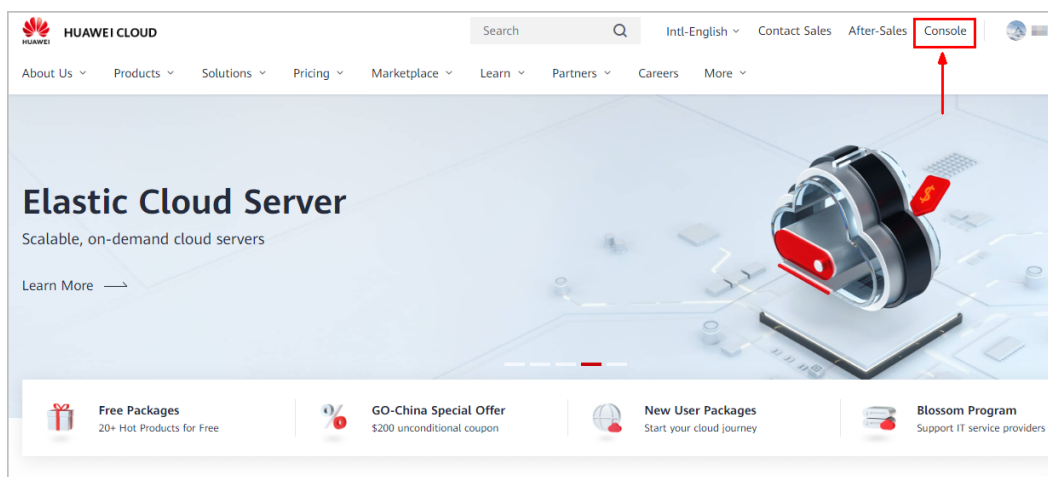 HUAWEI
HUAWEI CLOUD
Search
Intl-English
Contact Sales
After-Sales
Console
About Us
Products
Solutions
Pricing
Marketplace
Learn
Partners
Careers
More
Elastic Cloud Server
Scalable, on-demand cloud servers
Learn More
$
Free Packages
20+ Hot Products for Free
%
GO-China Special Offer
$200 unconditional coupon
New User Packages
Start your cloud journey
Blossom Program
Support IT service providers